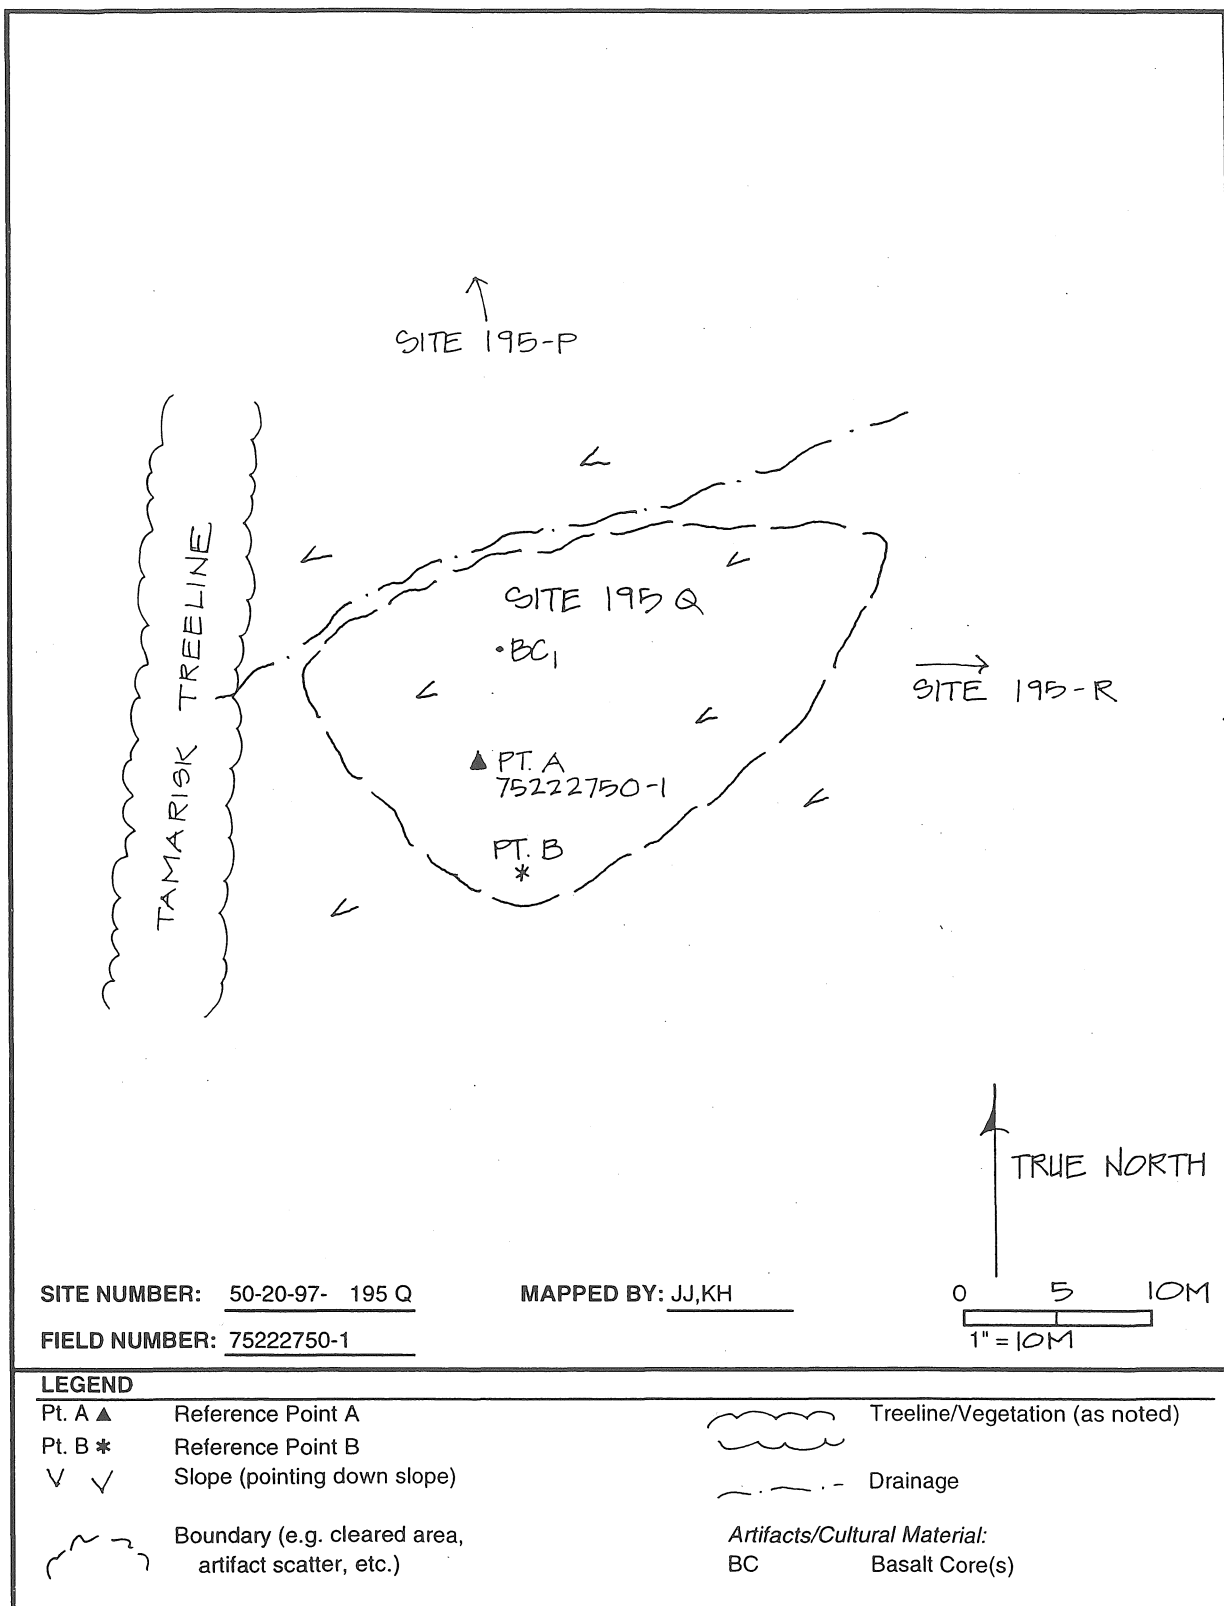 SITE 195-P
TAMARISK TREELINE
SITE 195 Q
BC1
SITE 195-R
PT. A
75222750-1
PT. B
TRUE NORTH
SITE NUMBER: 50-20-97- 195 Q
MAPPED BY: JJ,KH
FIELD NUMBER: 75222750-1
0 5 10M
1" = 10M
LEGEND
Pt. A Reference Point A
Pt. B Reference Point B
Slope (pointing down slope)
Boundary (e.g. cleared area,
artifact scatter, etc.)
Treeline/Vegetation (as noted)
Drainage
Artifacts/Cultural Material:
BC Basalt Core(s)